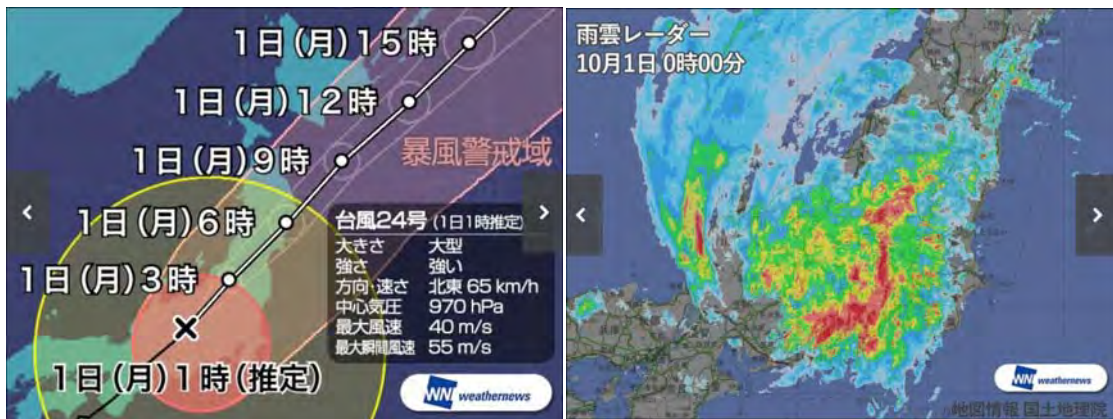 1日(月)15時
1日(月)12時
暴風警戒域
1日(月)9時
1日(月)6時
1日(月)3時
1日(月)1時(推定)
台風24号 (1日1時推定)
大きさ 大型
強さ 強い
方向・速さ 北東 65 km/h
中心気圧 970 hPa
最大風速 40 m/s
最大瞬間風速 55 m/s
WN weathernews
雨雲レーダー
10月1日 0時00分
WN weathernews
地図情報 国土地理院